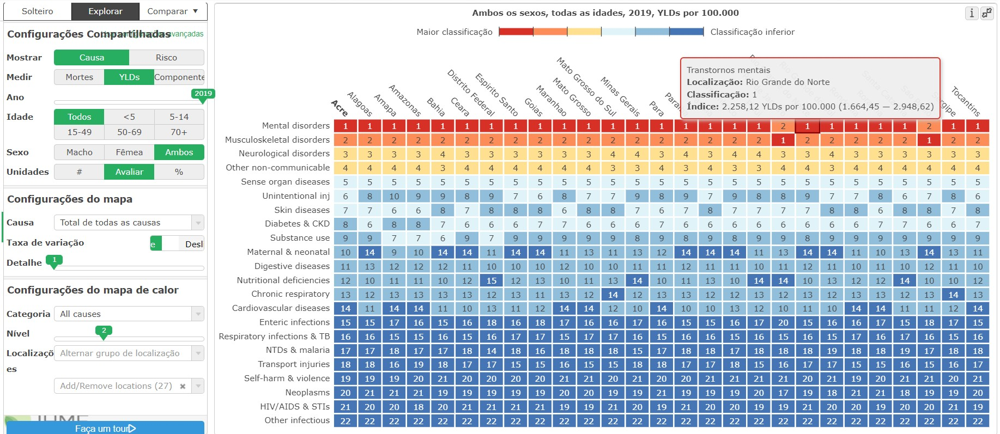 Solteiro
Explorar
Comparar
Configurações Compartilhadas
Mostrar
Causa
Risco
Medir
Mortes
YLDs
Componente
Ano
2019
Idade
Todos
<5
5-14
15-49
50-69
70+
Sexo
Macho
Fêmea
Ambos
Unidades
#
Avaliar
%
Configurações do mapa
Causa
Total de todas as causas
Taxa de variação
e
Desl
Detalhe
1
Configurações do mapa de calor
Categoria
All causes
Nível
2
Localizaçõ
es
Alternar grupo de localização
Add/Remove locations (27)
IHME
Faça um tour
Ambos os sexos, todas as idades, 2019, YLDs por 100.000
Maior classificação
Classificação inferior
i
Acre
Alagoas
Amapa
Amazonas
Bahia
Ceara
Distrito Federal
Espirito Santo
Goias
Maranhao
Mato Grosso
Mato Grosso do Sul
Minas Gerais
Para
Tocantins
Transtornos mentais
Localização: Rio Grande do Norte
Classificação: 1
Índice: 2.258,12 YLDs por 100.000 (1.664,45 — 2.948,62)
Mental disorders 1 1 1 1 1 1 1 1 1 1 1 1 1 1 1 1 1 1 2 1 1 1 1 1 2 1 1
Musculoskeletal disorders 2 2 2 2 2 2 2 2 2 2 2 2 2 2 2 2 2 2 1 2 2 2 2 2 1 2 2
Neurological disorders 3 3 3 3 4 3 3 3 3 3 3 4 4 3 4 3 4 4 3 3 4 3 3 3 3 3 3
Other non-communicable 4 4 4 4 3 4 4 4 4 4 4 3 3 4 3 4 3 3 4 4 3 4 4 4 4 4 4
Sense organ diseases 5 5 5 5 5 5 5 5 5 5 5 5 5 5 5 5 5 5 5 5 5 5 5 5 5 5 5
Unintentional inj 6 8 10 9 9 8 9 7 6 8 7 7 9 8 9 7 9 8 8 9 7 7 8 6 7 8 6
Skin diseases 7 7 6 6 8 7 8 8 8 6 8 8 7 6 7 8 7 7 7 7 8 8 6 8 8 7 8
Diabetes & CKD 8 6 8 8 7 6 6 6 7 7 6 6 6 7 6 6 6 6 6 6 6 6 7 7 6 6 7
Substance use 9 9 7 7 6 9 7 9 9 9 9 9 8 9 8 9 8 9 9 8 9 9 9 9 9 9 9
Maternal & neonatal 10 14 9 10 14 14 11 14 14 11 13 11 13 12 14 14 14 11 13 14 14 11 10 13 14 13 11
Digestive diseases 11 13 12 12 12 11 10 10 10 12 10 10 11 11 12 11 11 10 11 12 11 10 11 10 12 11 10
Nutritional deficiencies 12 10 11 11 10 12 15 12 13 10 11 13 14 10 11 13 10 14 14 10 13 12 12 14 10 10 12
Chronic respiratory 13 12 13 13 13 13 12 13 11 13 12 14 12 13 13 12 12 13 12 13 12 13 13 12 13 14 13
Cardiovascular diseases 14 11 14 14 11 10 13 11 12 14 14 12 10 14 10 10 13 12 10 11 10 14 14 11 11 12 14
Enteric infections 15 15 17 16 15 16 18 16 18 17 16 16 17 16 15 15 16 17 20 15 16 16 17 15 18 17 15
Respiratory infections & TB 16 16 15 15 16 15 16 17 17 15 17 17 16 15 16 16 15 16 15 16 15 17 16 17 16 15 16
NTDs & malaria 17 17 18 17 17 18 14 18 16 18 18 18 15 17 18 18 17 18 18 18 19 18 18 19 17 18 18
Transport injuries 18 18 16 19 18 17 17 15 15 16 15 15 18 18 17 17 18 15 16 17 17 15 15 16 15 16 17
Self-harm & violence 19 19 19 20 21 20 20 20 20 21 21 21 21 20 20 21 21 21 21 20 21 19 20 21 21 20 21
Neoplasms 20 21 21 21 19 19 19 19 19 20 20 19 19 21 19 19 19 20 17 19 18 21 21 18 19 19 20
HIV/AIDS & STIs 21 20 20 18 20 21 21 21 21 19 19 20 20 19 21 20 20 19 19 21 20 20 19 20 20 21 19
Other infectious 22 22 22 22 22 22 22 22 22 22 22 22 22 22 22 22 22 22 22 22 22 22 22 22 22 22 22